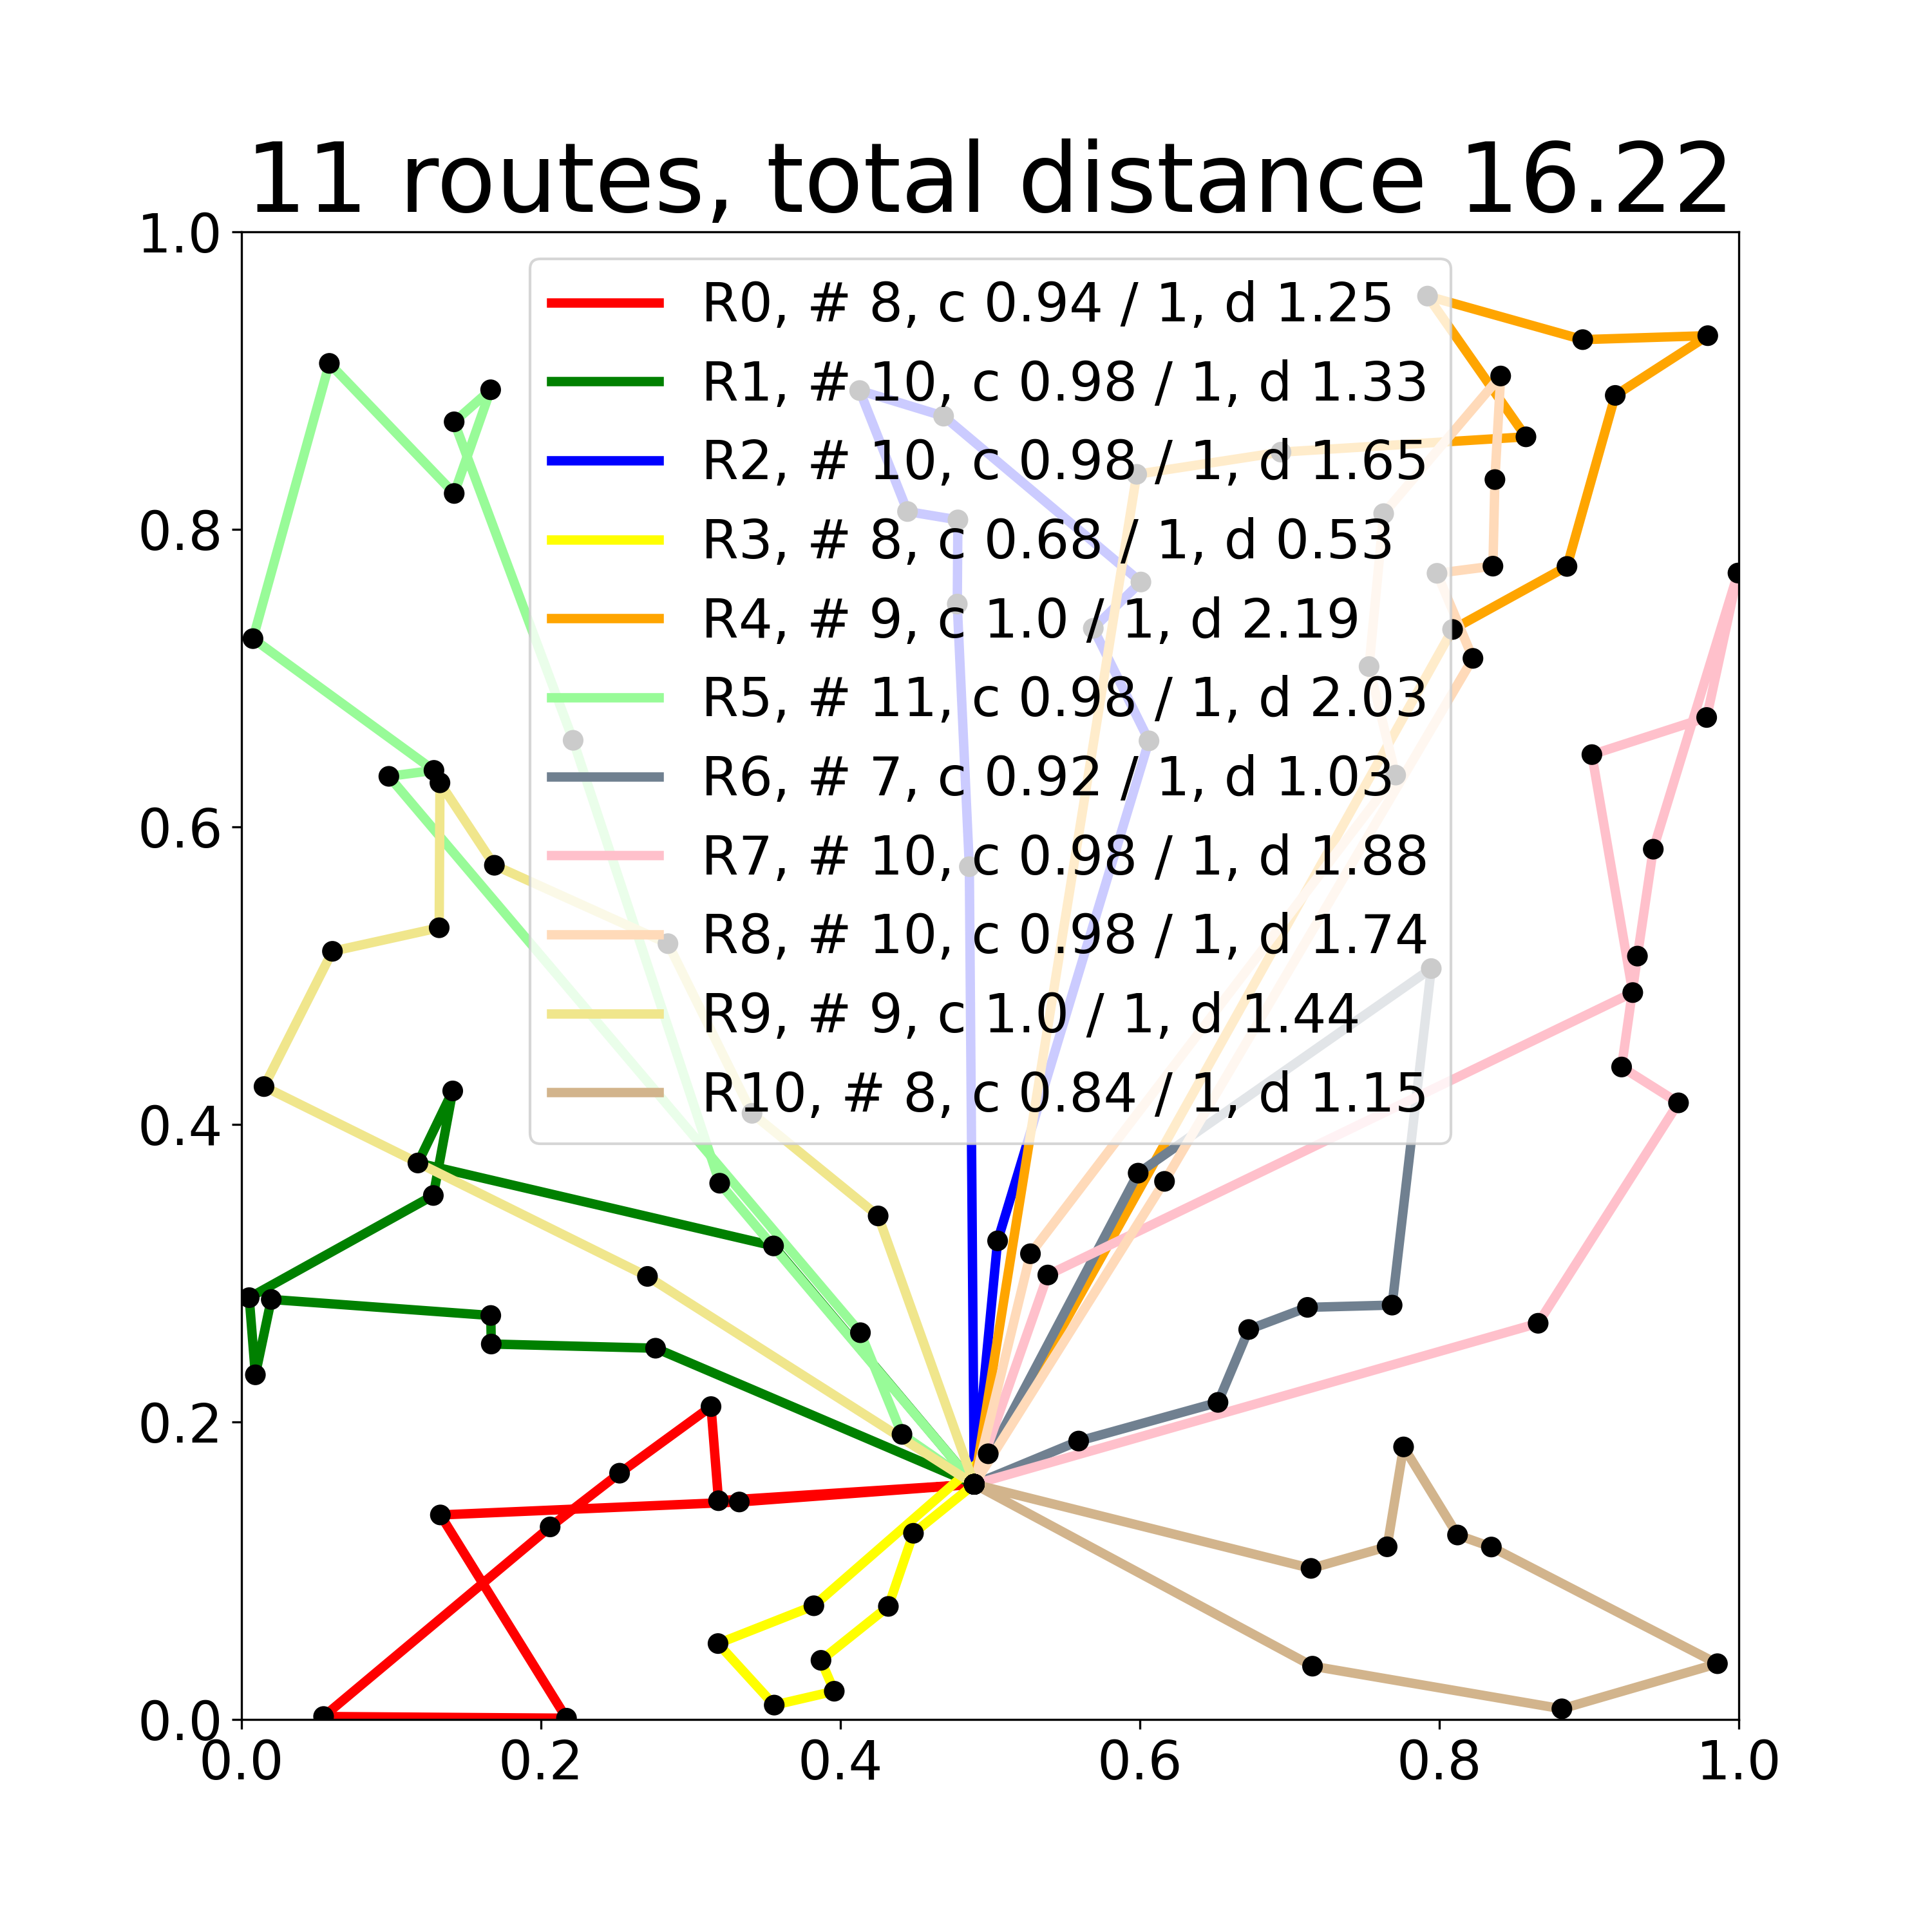 11 routes, total distance 16.22
1.0
R0, # 8, c 0.94 / 1, d 1.25
R1, # 10, c 0.98 / 1, d 1.33
R2, # 10, c 0.98 / 1, d 1.65
0.8
R3, # 8, c 0.68 / 1, d 0.53
R4, # 9, c 1.0 / 1, d 2.19
R5, # 11, c 0.98 / 1, d 2.03
R6, # 7, c 0.92 / 1, d 1.03
0.6
R7, # 10, c 0.98 / 1, d 1.88
R8, # 10, c 0.98 / 1, d 1.74
R9, # 9, c 1.0 / 1, d 1.44
R10, # 8, c 0.84 / 1, d 1.15
0.4
0.2
0.0
0.0 0.2 0.4 0.6 0.8 1.0